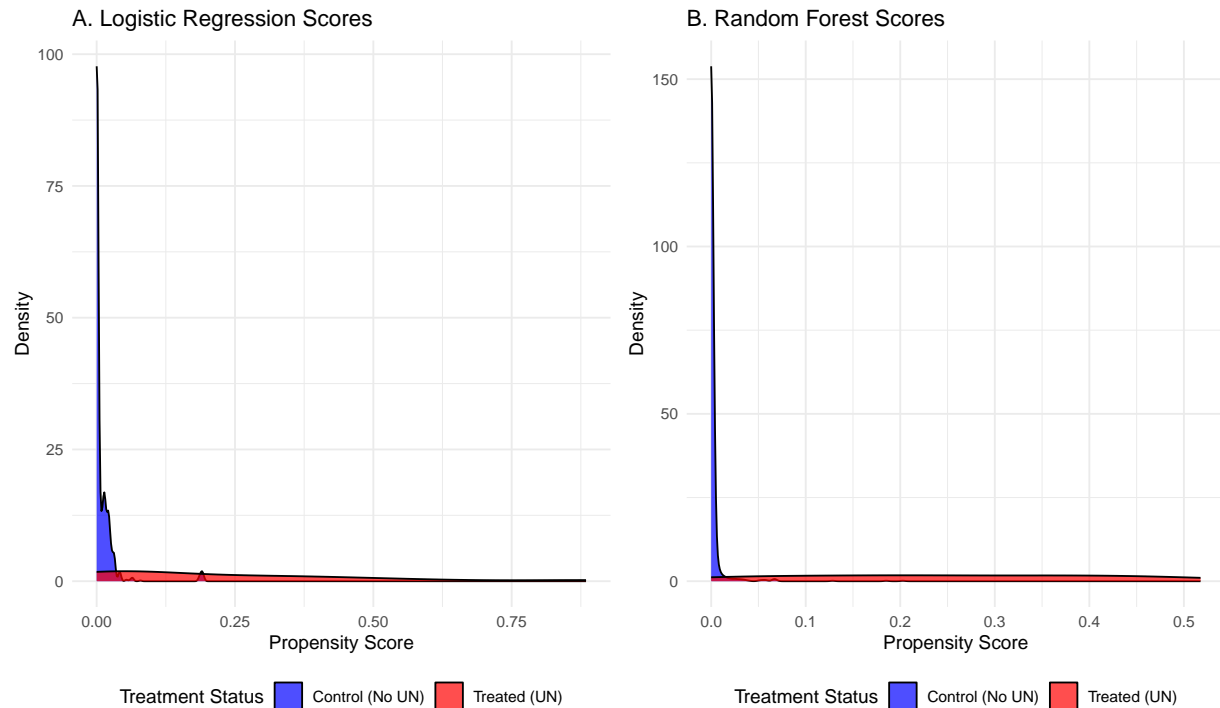 A. Logistic Regression Scores
100
75
50
25
0
Density
0.00 0.25 0.50 0.75
Propensity Score
Treatment Status Control (No UN) Treated (UN)
B. Random Forest Scores
150
100
50
0
Density
0.0 0.1 0.2 0.3 0.4 0.5
Propensity Score
Treatment Status Control (No UN) Treated (UN)